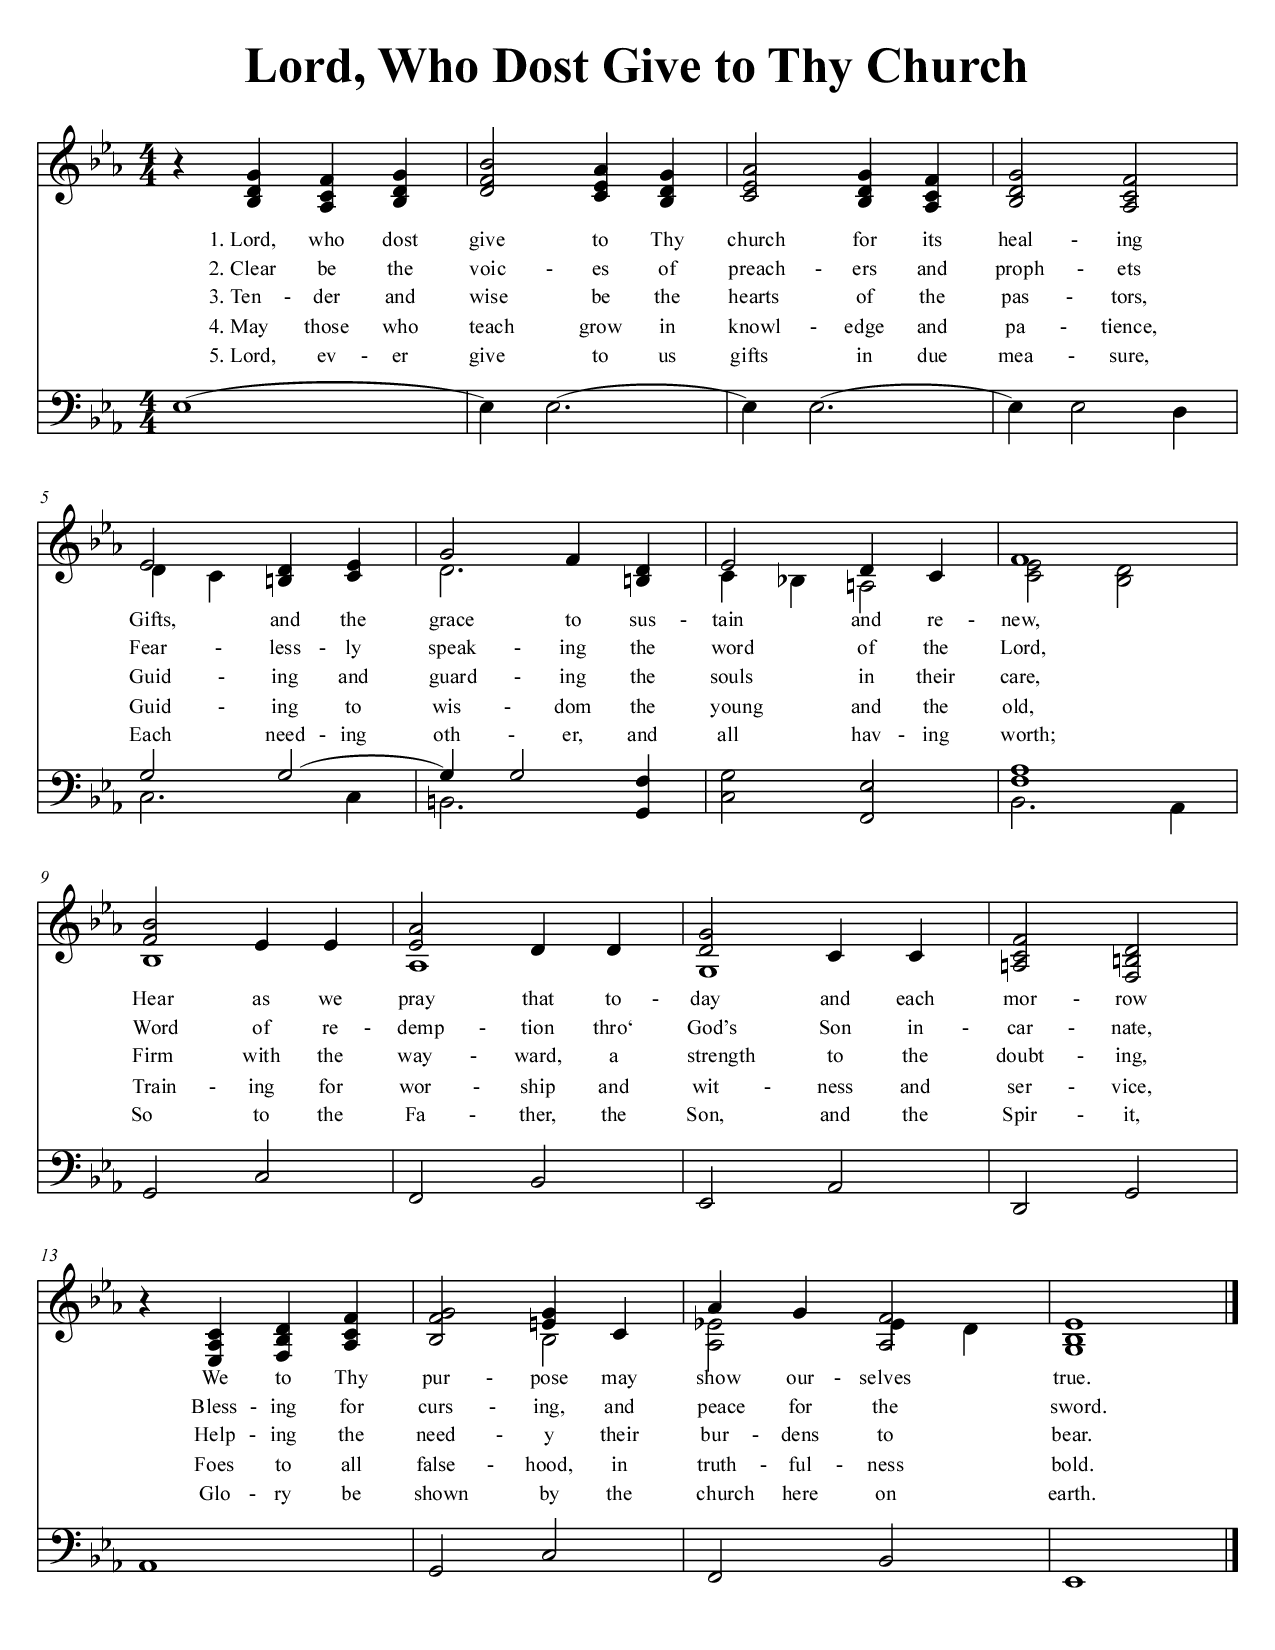 Lord, Who Dost Give to Thy Church
4
4
1. Lord, who dost give to Thy church for its heal - ing
2. Clear be the voic - es of preach - ers and proph - ets
3. Ten - der and wise be the hearts of the pas - tors,
4. May those who teach grow in knowl - edge and pa - tience,
5. Lord, ev - er give to us gifts in due mea - sure,
4
4
5
Gifts, and the grace to sus - tain and re - new,
Fear - less - ly speak - ing the word of the Lord,
Guid - ing and guard - ing the souls in their care,
Guid - ing to wis - dom the young and the old,
Each need - ing oth - er, and all hav - ing worth;
9
Hear as we pray that to - day and each mor - row
Word of re - demp - tion thro‘ God’s Son in - car - nate,
Firm with the way - ward, a strength to the doubt - ing,
Train - ing for wor - ship and wit - ness and ser - vice,
So to the Fa - ther, the Son, and the Spir - it,
13
We to Thy pur - pose may show our - selves true.
Bless - ing for curs - ing, and peace for the sword.
Help - ing the need - y their bur - dens to bear.
Foes to all false - hood, in truth - ful - ness bold.
Glo - ry be shown by the church here on earth.